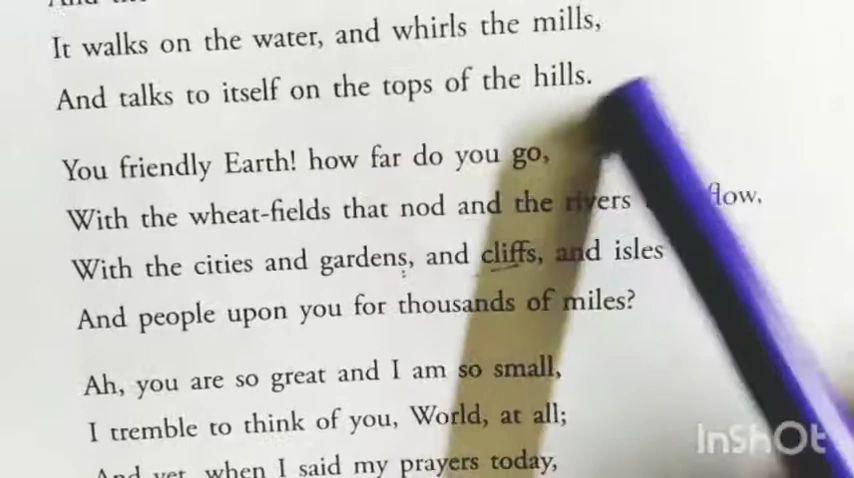 It walks on the water, and whirls the mills,
And talks to itself on the tops of the hills.
You friendly Earth! how far do you go,
With the wheat-fields that nod and the rivers flow,
With the cities and gardens, and cliffs, and isles
And people upon you for thousands of miles?
Ah, you are so great and I am so small,
I tremble to think of you, World, at all;
And yet, when I said my prayers today,
InShOt